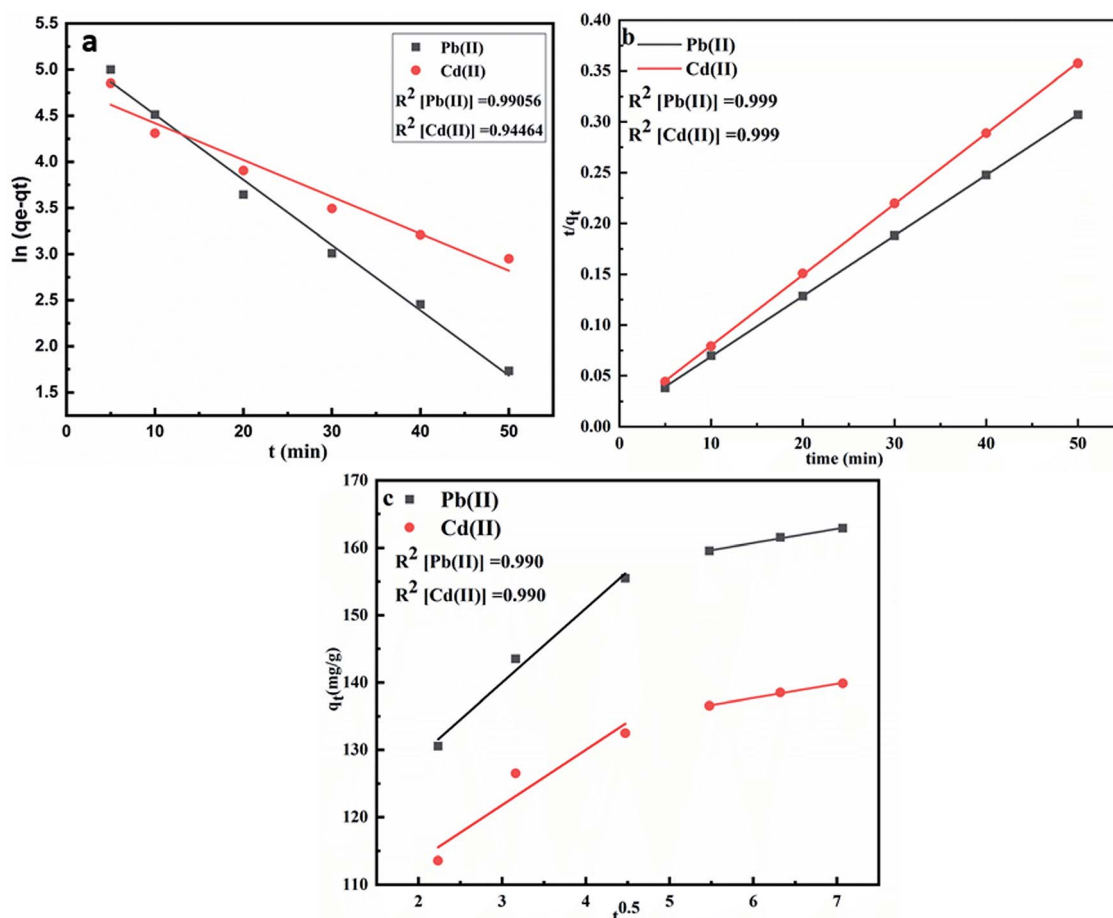 a
Pb(II)
Cd(II)
R² [Pb(II)] =0.99056
R² [Cd(II)] =0.94464
5.5
5.0
4.5
4.0
3.5
3.0
2.5
2.0
1.5
ln (qe-qt)
0 10 20 30 40 50
t (min)
b
Pb(II)
Cd(II)
R² [Pb(II)] =0.999
R² [Cd(II)] =0.999
0.40
0.35
0.30
0.25
0.20
0.15
0.10
0.05
0.00
t/qt
0 10 20 30 40 50
time (min)
c
Pb(II)
Cd(II)
R² [Pb(II)] =0.990
R² [Cd(II)] =0.990
170
160
150
140
130
120
110
qt(mg/g)
2 3 4 5 6 7
t0.5